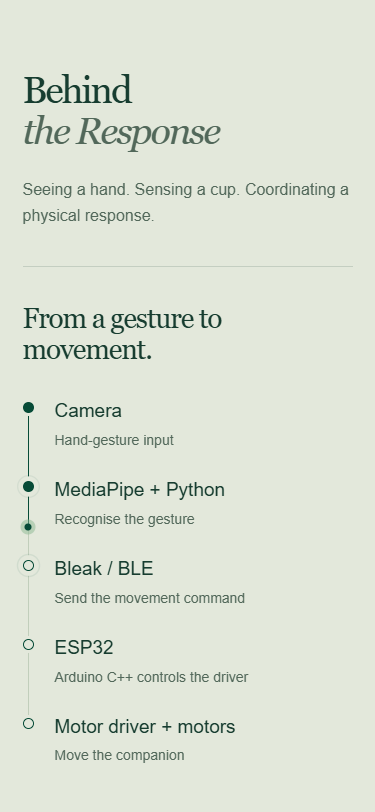 Behind
the Response
Seeing a hand. Sensing a cup. Coordinating a
physical response.
From a gesture to
movement.
Camera
Hand-gesture input
MediaPipe + Python
Recognise the gesture
Bleak / BLE
Send the movement command
ESP32
Arduino C++ controls the driver
Motor driver + motors
Move the companion